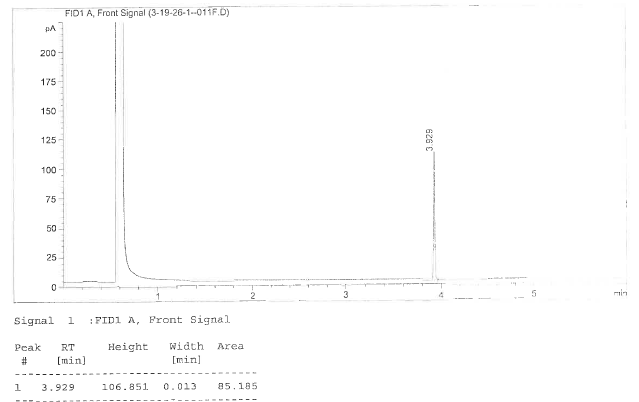 FID1 A, Front Signal (3-19-26-1--011F.D)
pA
200
175
150
125
100
75
50
25
0
3.929
1 2 3 4 5 min
Signal 1 :FID1 A, Front Signal
Peak RT Height Width Area
# [min] [min]
1 3.929 106.851 0.013 85.185